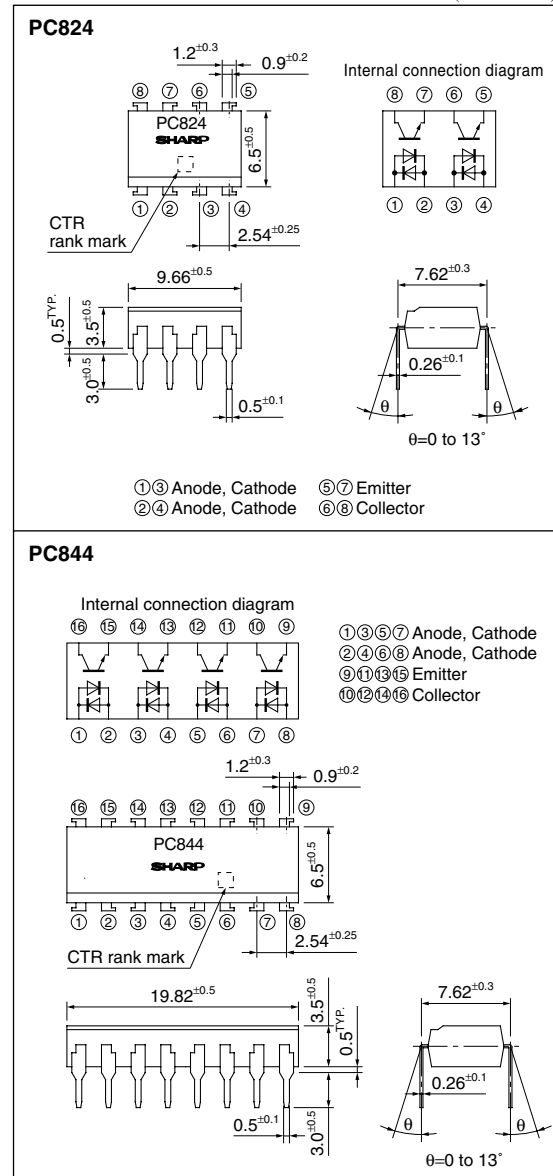 PC824
1.2±0.3
0.9±0.2
Internal connection diagram
⑧ ⑦ ⑥ ⑤
⑧ ⑦ ⑥ ⑤
PC824
SHARP
6.5±0.5
① ② ③ ④
① ② ③ ④
CTR
rank mark
2.54±0.25
9.66±0.5
7.62±0.3
0.5TYP.
3.5±0.5
3.0±0.5
0.26±0.1
0.5±0.1
θ θ
θ=0 to 13˚
①③ Anode, Cathode ⑤⑦ Emitter
②④ Anode, Cathode ⑥⑧ Collector
PC844
Internal connection diagram
⑯ ⑮ ⑭ ⑬ ⑫ ⑪ ⑩ ⑨
①③⑤⑦ Anode, Cathode
②④⑥⑧ Anode, Cathode
⑨⑪⑬⑮ Emitter
⑩⑫⑭⑯ Collector
① ② ③ ④ ⑤ ⑥ ⑦ ⑧
1.2±0.3
0.9±0.2
⑯ ⑮ ⑭ ⑬ ⑫ ⑪ ⑩ ⑨
PC844
SHARP
6.5±0.5
① ② ③ ④ ⑤ ⑥ ⑦ ⑧
2.54±0.25
CTR rank mark
19.82±0.5
3.5±0.5
0.5TYP.
7.62±0.3
0.26±0.1
0.5±0.1
3.0±0.5
θ θ
θ=0 to 13˚